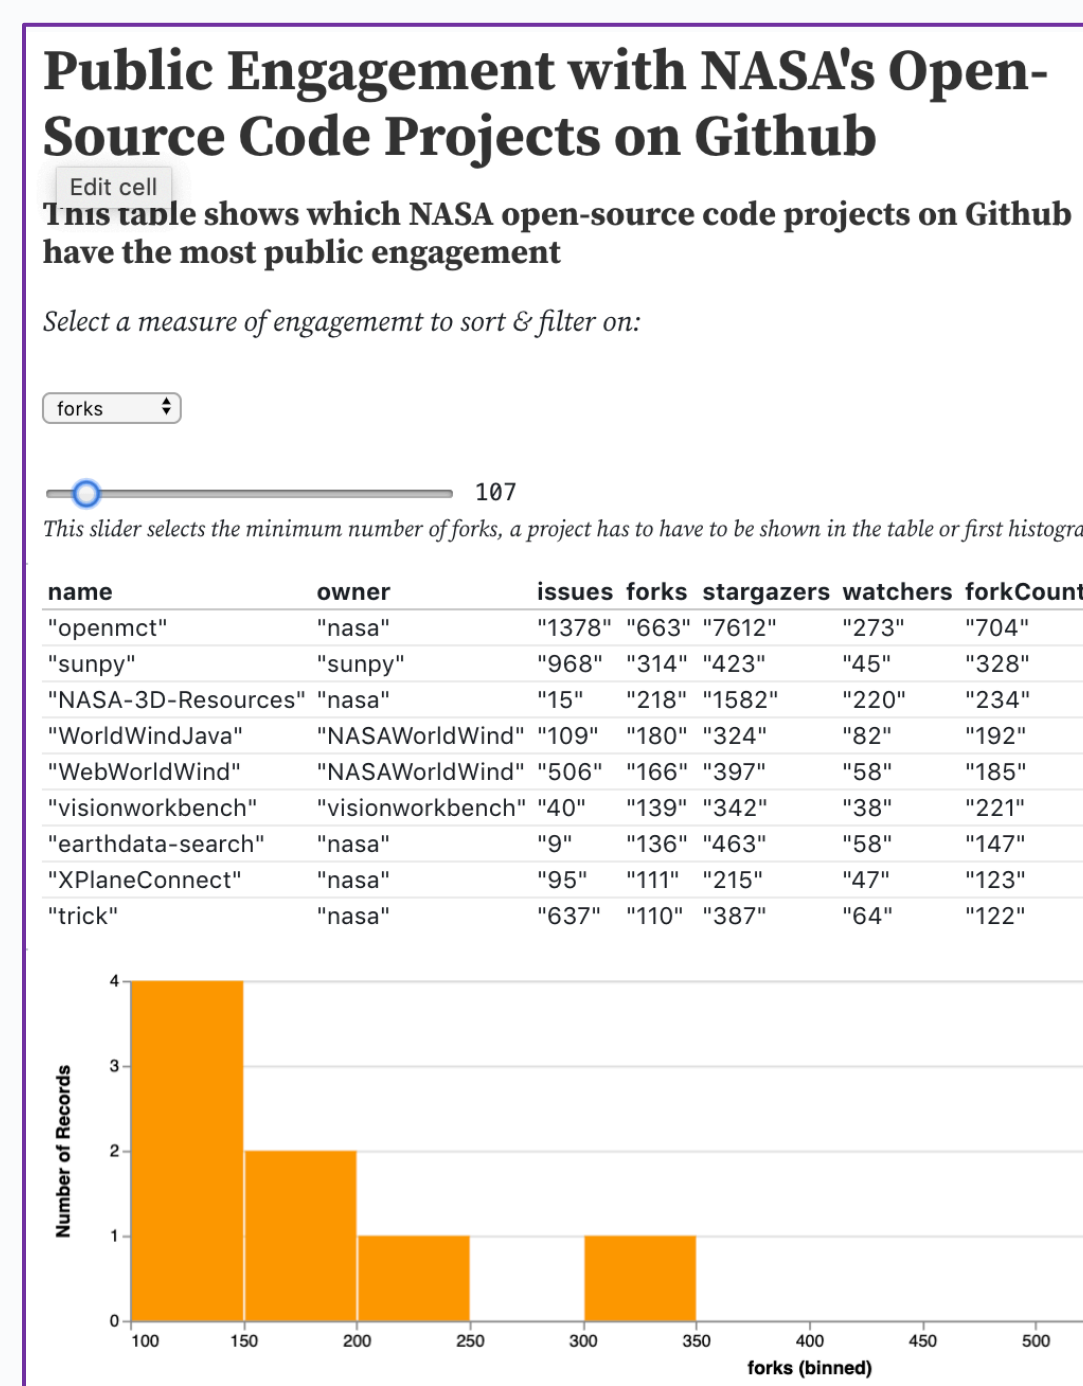 Public Engagement with NASA's Open-
Source Code Projects on Github
Edit cell
This table shows which NASA open-source code projects on Github
have the most public engagement
Select a measure of engagememt to sort & filter on:
forks
107
This slider selects the minimum number of forks, a project has to have to be shown in the table or first histogra
name owner issues forks stargazers watchers forkCount
"openmct" "nasa" "1378" "663" "7612" "273" "704"
"sunpy" "sunpy" "968" "314" "423" "45" "328"
"NASA-3D-Resources" "nasa" "15" "218" "1582" "220" "234"
"WorldWindJava" "NASAWorldWind" "109" "180" "324" "82" "192"
"WebWorldWind" "NASAWorldWind" "506" "166" "397" "58" "185"
"visionworkbench" "visionworkbench" "40" "139" "342" "38" "221"
"earthdata-search" "nasa" "9" "136" "463" "58" "147"
"XPlaneConnect" "nasa" "95" "111" "215" "47" "123"
"trick" "nasa" "637" "110" "387" "64" "122"
4
3
2
1
0
Number of Records
100 150 200 250 300 350 400 450 500
forks (binned)